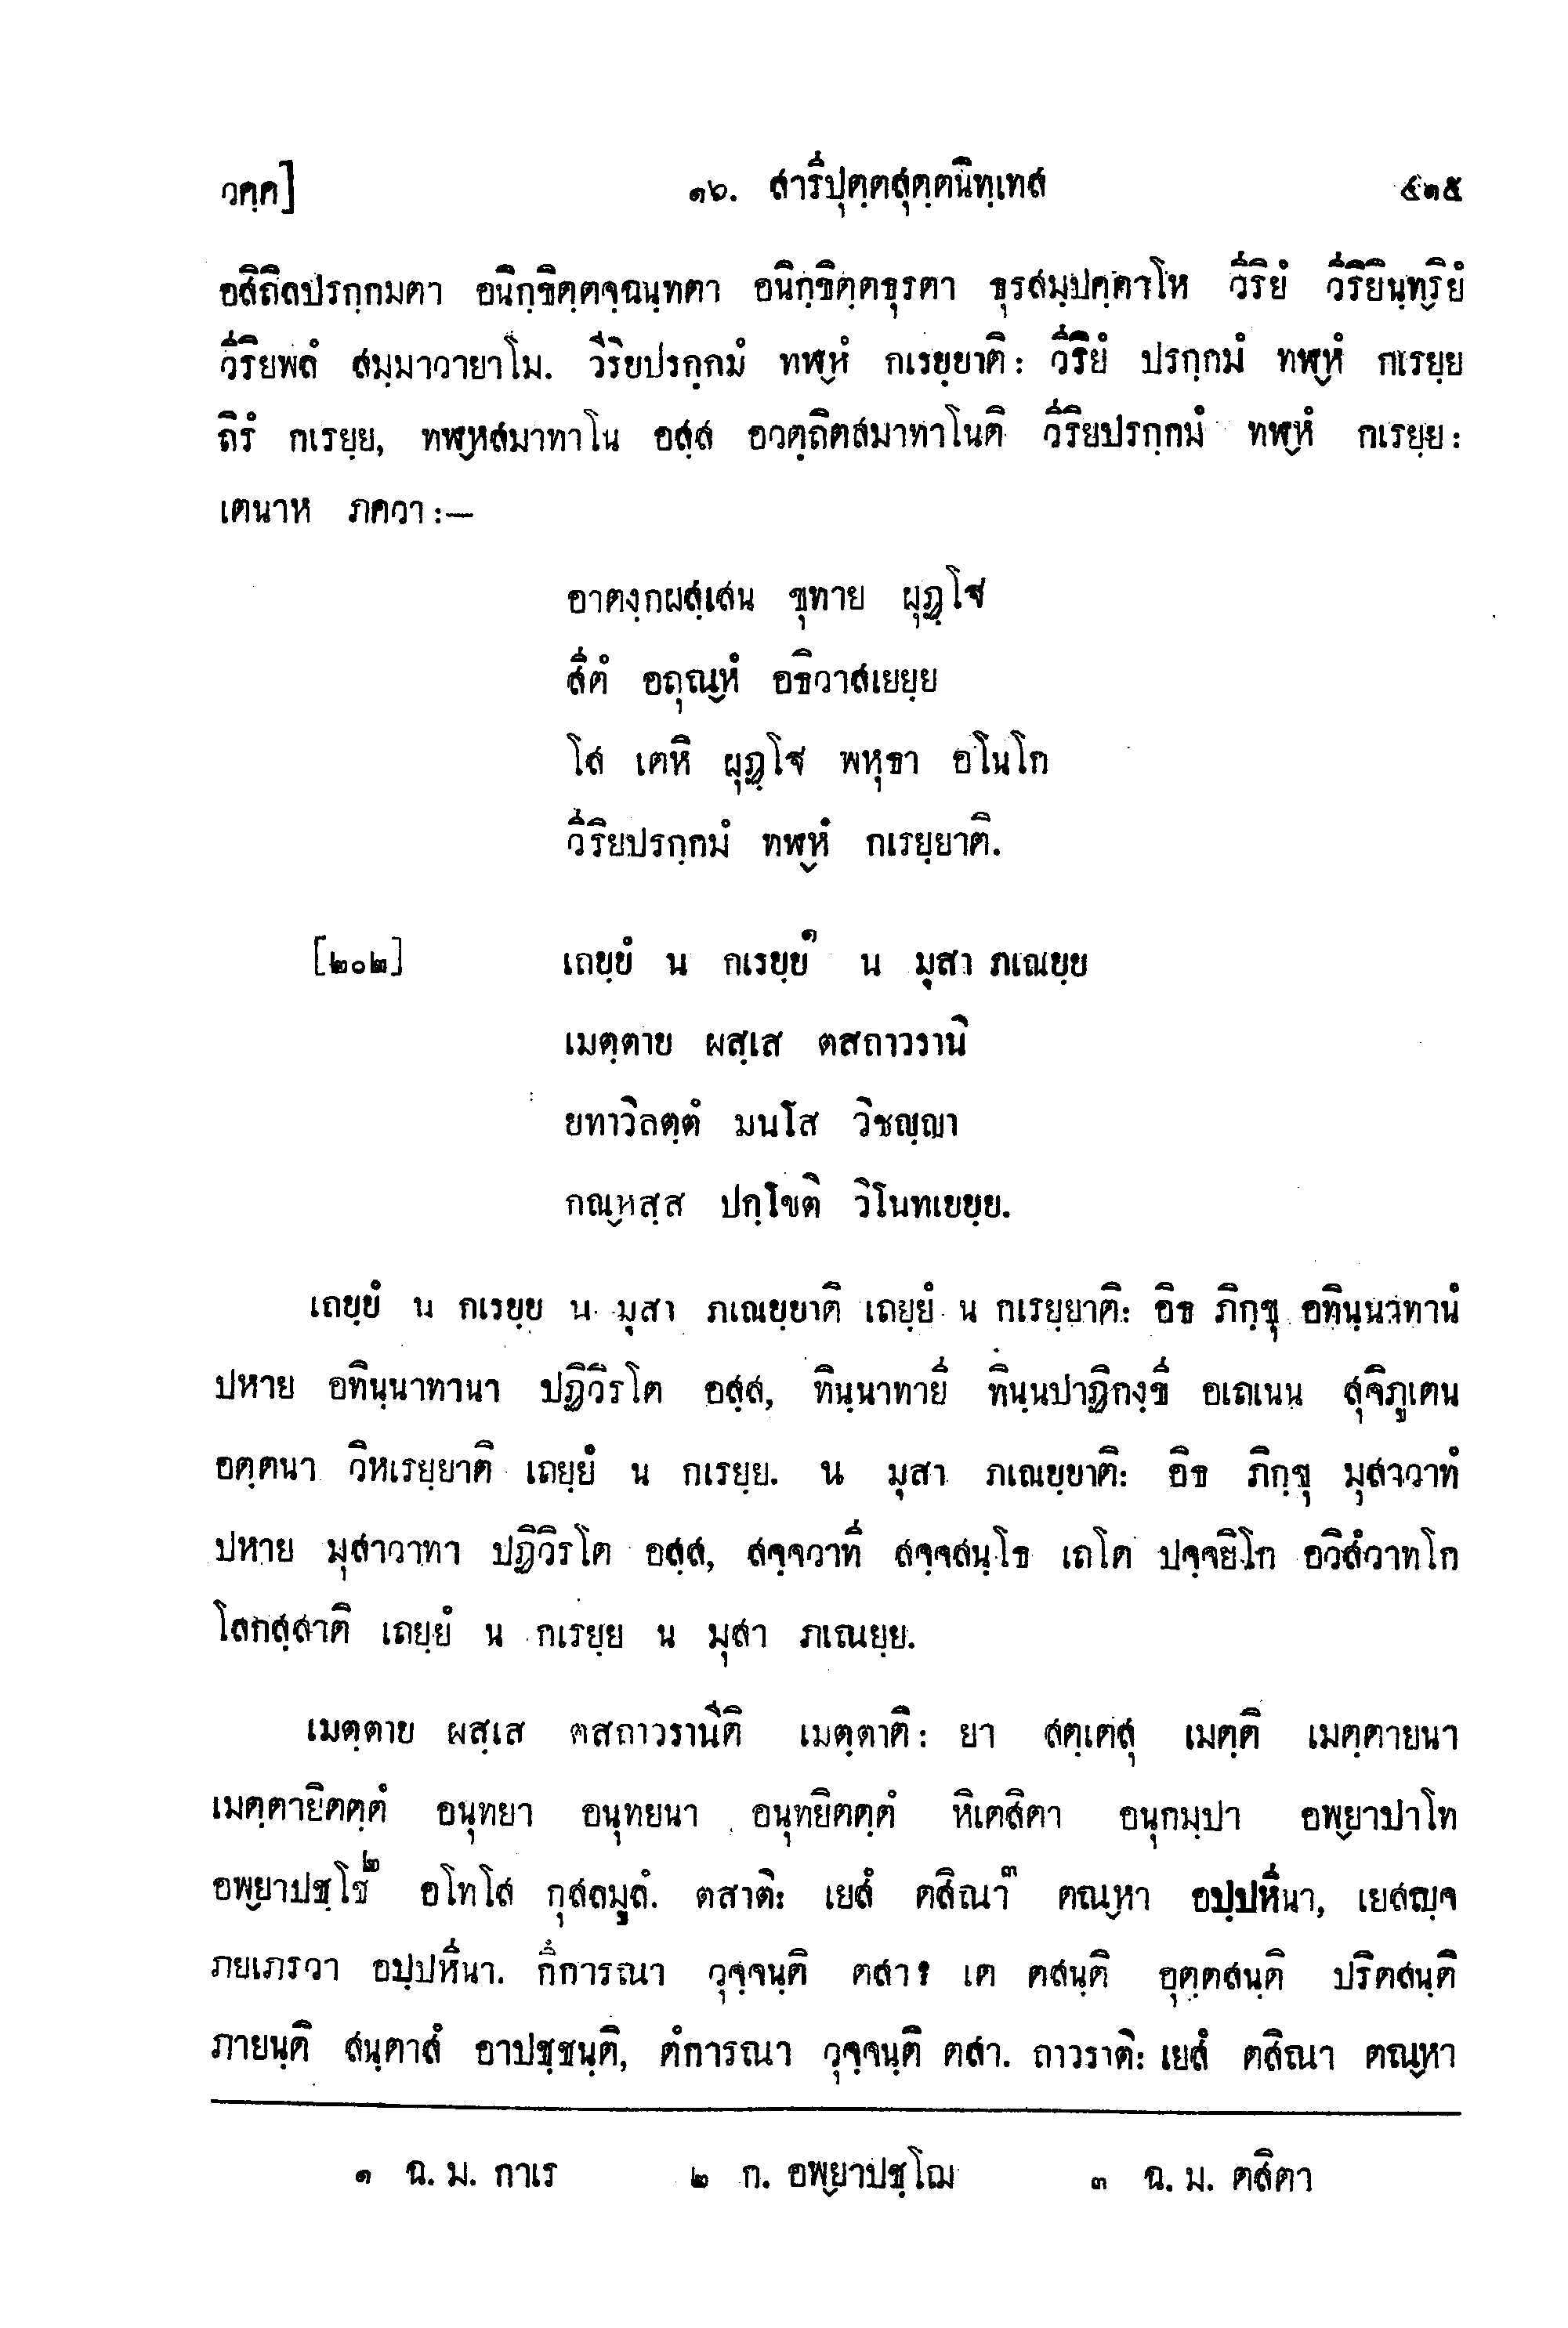 วคฺค] ๑๖. สารีปุตฺตสุตฺตนิทฺเทส ๕๑๕
อสิถิลปรกฺกมตา อนิกฺขิตฺตจฺฉนฺทตา อนิกฺขิตฺตธุรตา ธุรสมฺปคฺคาโห วีริยํ วีริยินฺทฺริยํ
วีริยพลํ สมฺมาวายาโม. วีริยปรกฺกมํ ทฬฺหํ กเรยฺยาติ: วีริยํ ปรกฺกมํ ทฬฺหํ กเรยฺย
ถิรํ กเรยฺย, ทฬฺหสมาทาโน อสฺส อวตฺถิตสมาทาโนติ วีริยปรกฺกมํ ทฬฺหํ กเรยฺย:
เตนาห ภควา:—
อาตงฺกผสฺเสน ขุทาย ผุฏฺโฐ
สีตํ อถุณฺหํ อธิวาสเยยฺย
โส เตหิ ผุฏฺโฐ พหุธา อโนโก
วีริยปรกฺกมํ ทฬฺหํ กเรยฺยาติ.
[๒๐๒] เถยฺยํ น กเรยฺย๑ น มุสา ภเณยฺย
เมตฺตาย ผสฺเส ตสถาวรานิ
ยทาวิลตฺตํ มนโส วิชญฺญา
กณฺหสฺส ปกฺโขติ วิโนทเยยฺย.
เถยฺยํ น กเรยฺย น มุสา ภเณยฺยาติ เถยฺยํ น กเรยฺยาติ: อิธ ภิกฺขุ อทินฺนาทานํ
ปหาย อทินฺนาทานา ปฏิวิรโต อสฺส, ทินฺนาทายี ทินฺนปาฏิกงฺขี อเถเนน สุจิภูเตน
อตฺตนา วิหเรยฺยาติ เถยฺยํ น กเรยฺย. น มุสา ภเณยฺยาติ: อิธ ภิกฺขุ มุสาวาทํ
ปหาย มุสาวาทา ปฏิวิรโต อสฺส, สจฺจวาที สจฺจสนฺโธ เถโต ปจฺจยิโก อวิสํวาทโก
โลกสฺสาติ เถยฺยํ น กเรยฺย น มุสา ภเณยฺย.
เมตฺตาย ผสฺเส ตสถาวรานีติ เมตฺตาติ: ยา สตฺเตสุ เมตฺติ เมตฺตายนา
เมตฺตายิตตฺตํ อนุทยา อนุทยนา อนุทยิตตฺตํ หิเตสิตา อนุกมฺปา อพฺยาปาโท
อพฺยาปชฺโช๒ อโทโส กุสลมูลํ. ตสาติ: เยสํ ตสิณา๓ ตณฺหา อปฺปหีนา, เยสญฺจ
ภยเภรวา อปฺปหีนา. กึการณา วุจฺจนฺติ ตสา? เต ตสนฺติ อุตฺตสนฺติ ปริตสนฺติ
ภายนฺติ สนฺตาสํ อาปชฺชนฺติ, ตํการณา วุจฺจนฺติ ตสา. ถาวราติ: เยสํ ตสิณา ตณฺหา
๑ ฉ. ม. กาเร ๒ ก. อพฺยาปชฺโฌ ๓ ฉ. ม. ตสิตา